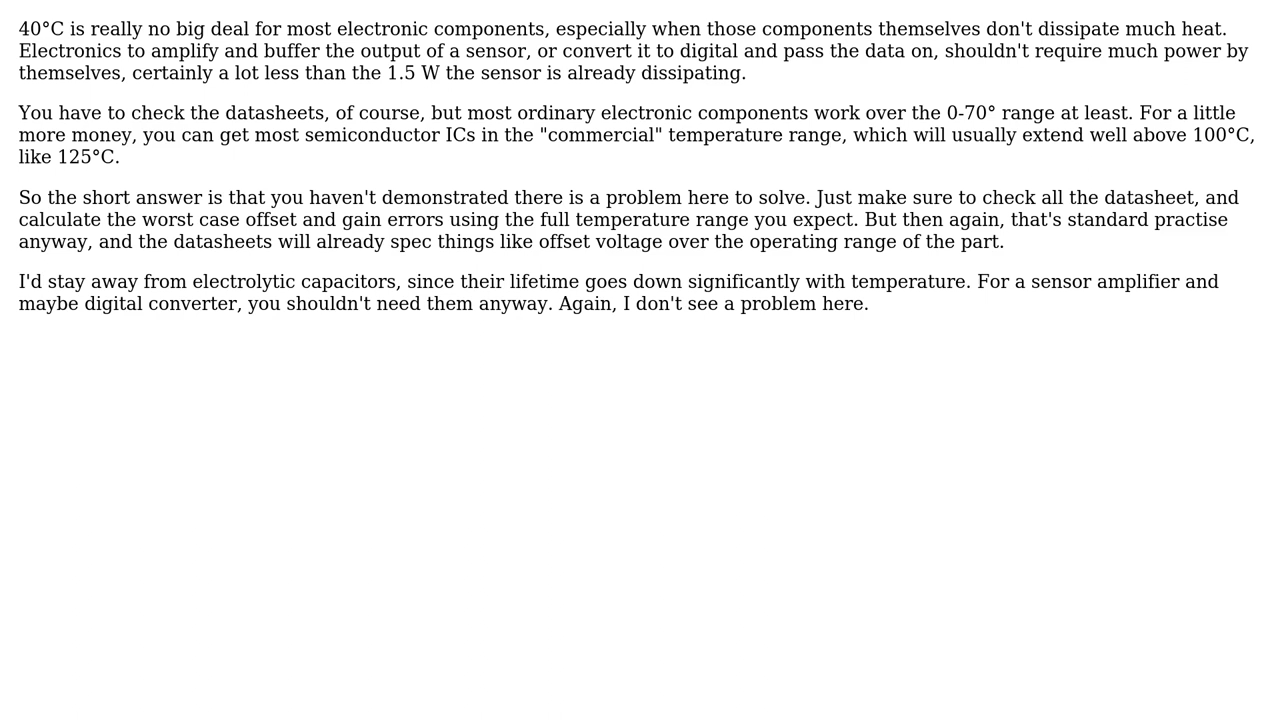 40°C is really no big deal for most electronic components, especially when those components themselves don't dissipate much heat.
Electronics to amplify and buffer the output of a sensor, or convert it to digital and pass the data on, shouldn't require much power by
themselves, certainly a lot less than the 1.5 W the sensor is already dissipating.
You have to check the datasheets, of course, but most ordinary electronic components work over the 0-70° range at least. For a little
more money, you can get most semiconductor ICs in the "commercial" temperature range, which will usually extend well above 100°C,
like 125°C.
So the short answer is that you haven't demonstrated there is a problem here to solve. Just make sure to check all the datasheet, and
calculate the worst case offset and gain errors using the full temperature range you expect. But then again, that's standard practise
anyway, and the datasheets will already spec things like offset voltage over the operating range of the part.
I'd stay away from electrolytic capacitors, since their lifetime goes down significantly with temperature. For a sensor amplifier and
maybe digital converter, you shouldn't need them anyway. Again, I don't see a problem here.